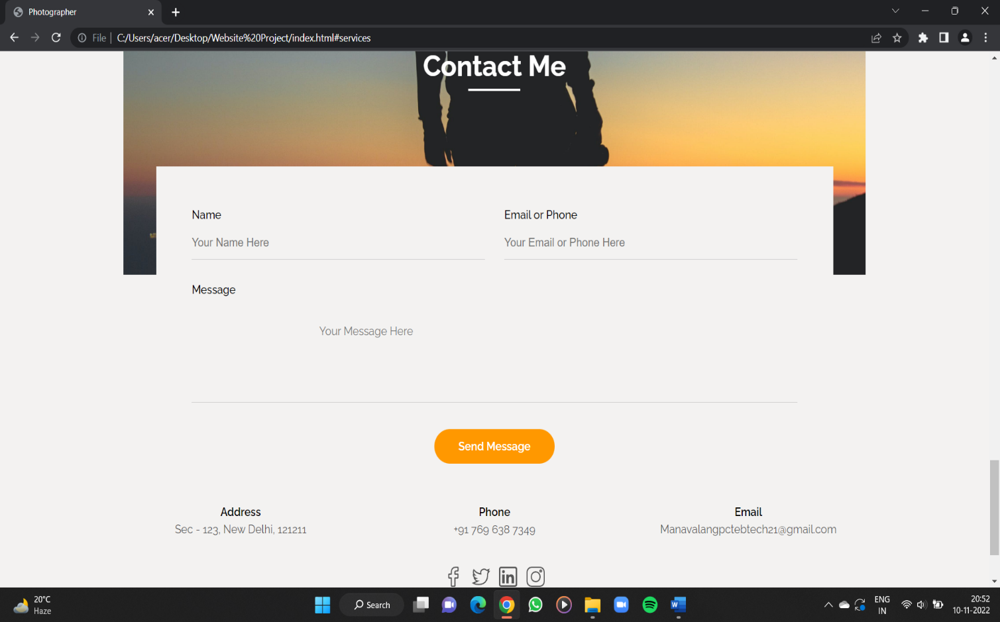 Photographer
File
C:/Users/acer/Desktop/Website%20Project/index.html#services
Contact Me
Name
Email or Phone
Your Name Here
Your Email or Phone Here
Message
Your Message Here
Send Message
Address
Phone
Email
Sec - 123, New Delhi, 121211
+91 769 638 7349
Manavalangpctebtech21@gmail.com
in
20°C
Haze
Search
W
ENG
IN
20:52
10-11-2022